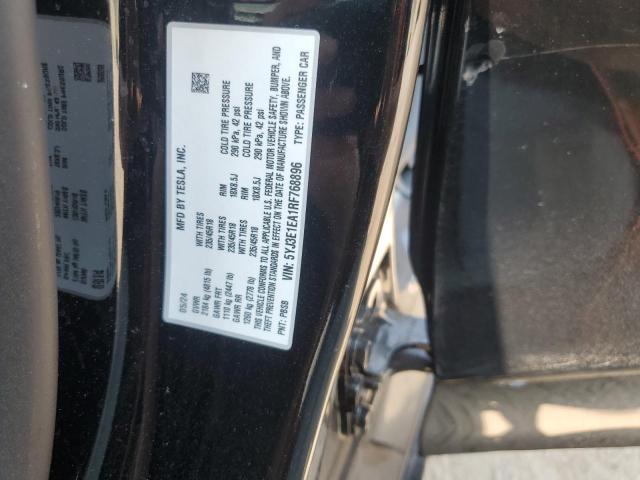 MFD BY TESLA, INC.
05/24
GVWR
2184 kg (4815 lb)
GAWR FRT WITH TIRES RIM COLD TIRE PRESSURE
1110 kg (2447 lb) 235/45R18 18X8.5J 290 kPa, 42 psi
GAWR RR WITH TIRES RIM COLD TIRE PRESSURE
1260 kg (2778 lb) 235/45R18 18X8.5J 290 kPa, 42 psi
THIS VEHICLE CONFORMS TO ALL APPLICABLE U.S. FEDERAL MOTOR VEHICLE SAFETY, BUMPER, AND
THEFT PREVENTION STANDARDS IN EFFECT ON THE DATE OF MANUFACTURE SHOWN ABOVE.
VIN: 5YJ3E1EA1RF768896
PNT: PBSB TYPE: PASSENGER CAR